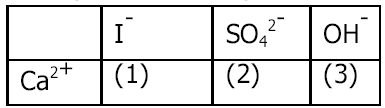 I⁻ SO₄²⁻ OH⁻
Ca²⁺ (1) (2) (3)